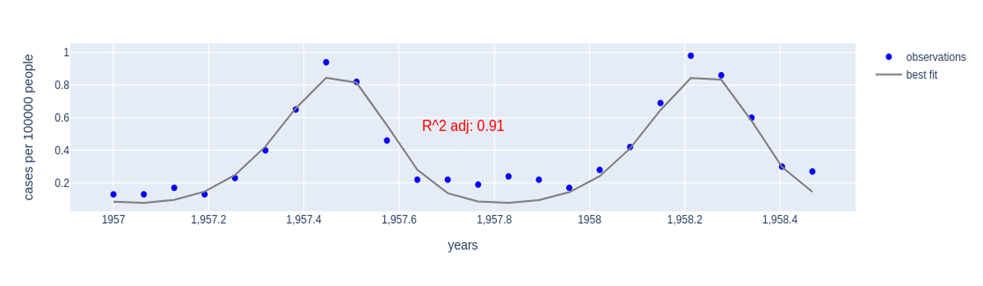 1
0.8
0.6
0.4
0.2
cases per 100000 people
R^2 adj: 0.91
observations
best fit
1957
1,957.2
1,957.4
1,957.6
1,957.8
1958
1,958.2
1,958.4
years